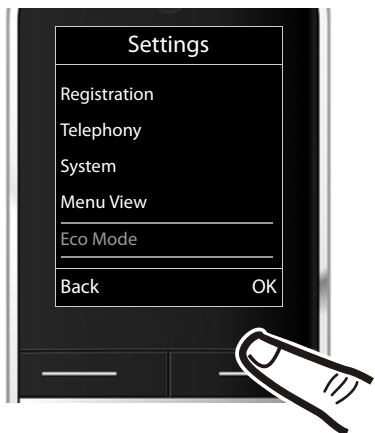 Settings
Registration
Telephony
System
Menu View
Eco Mode
Back OK